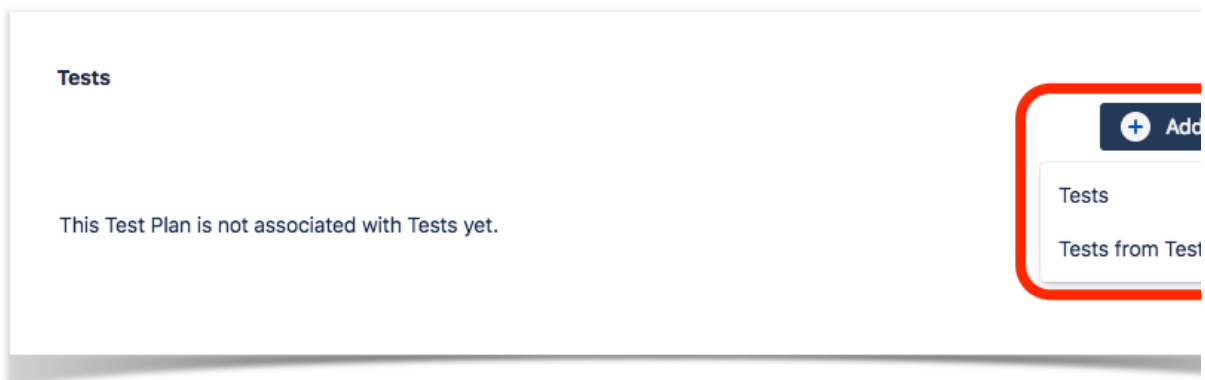 Tests
Add
This Test Plan is not associated with Tests yet.
Tests
Tests from Test